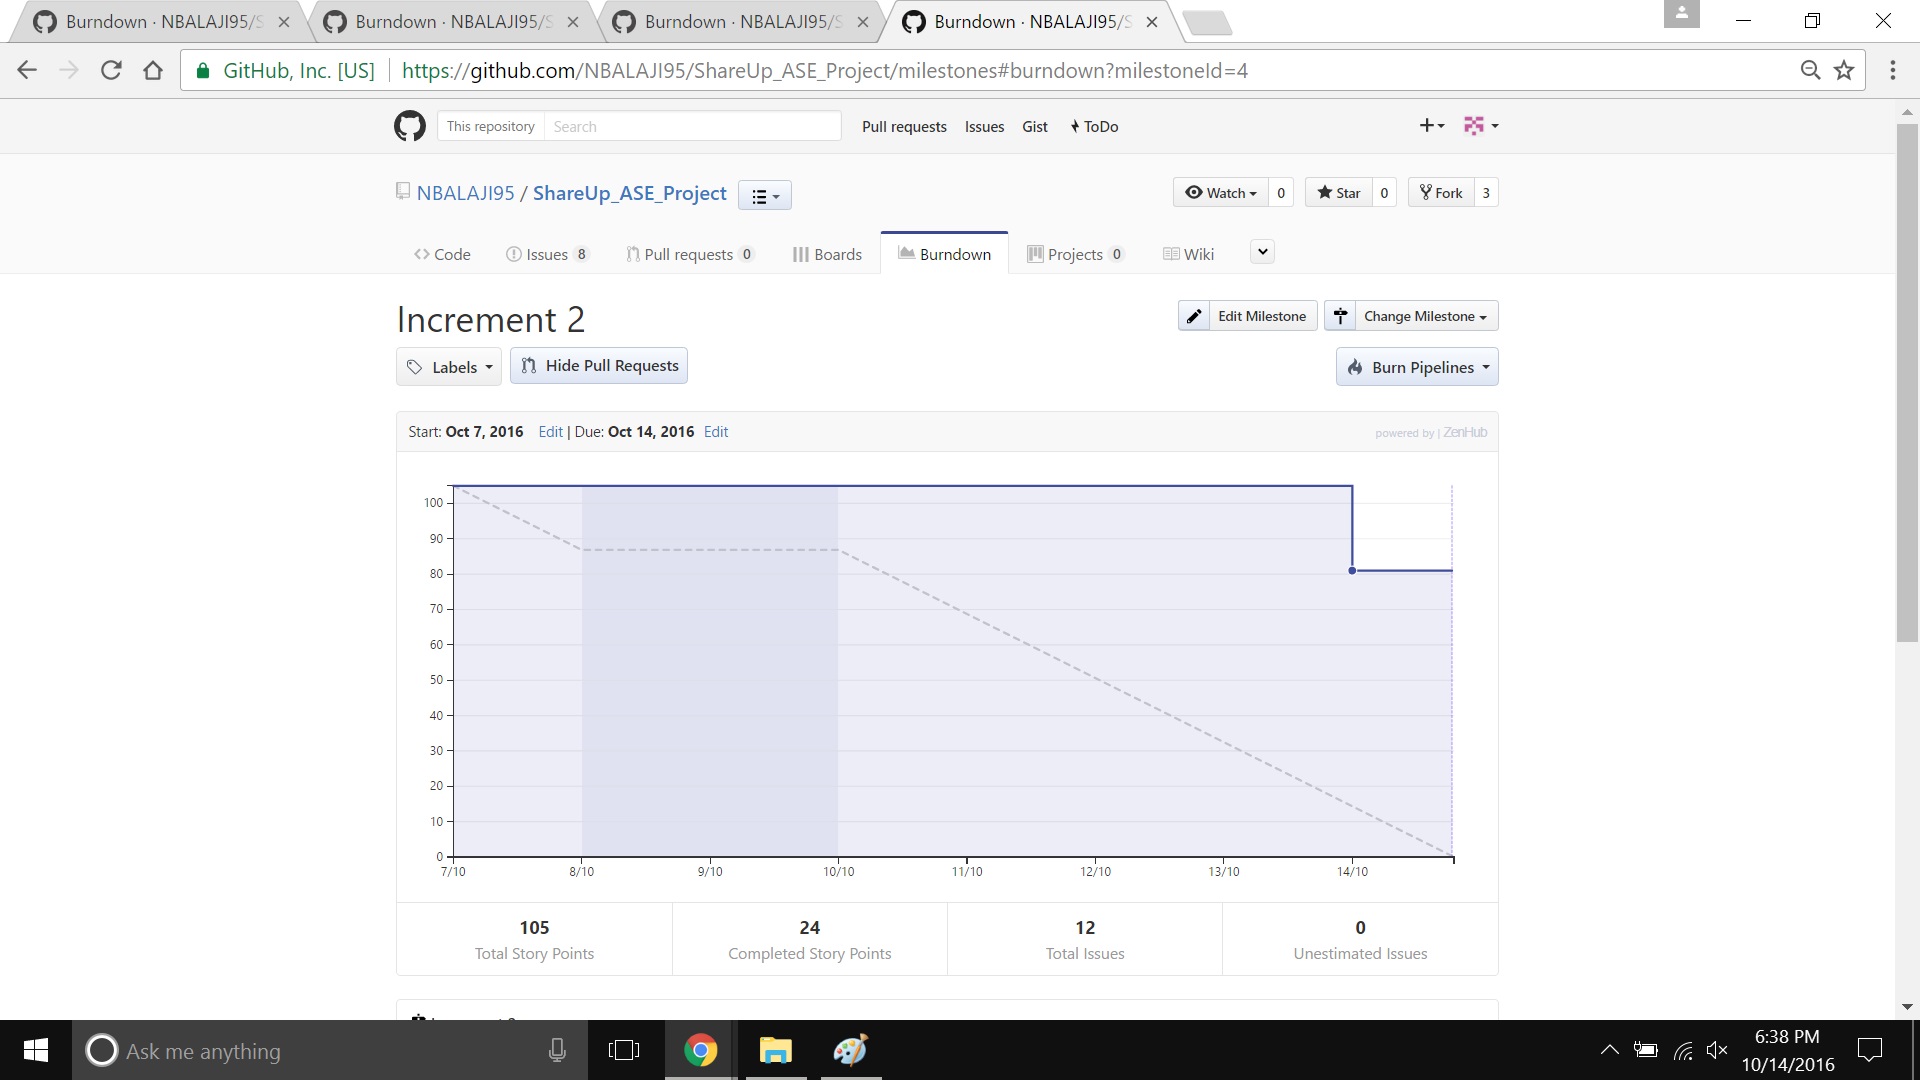 Burdown · NBALAJI95/S
Burndown · NBALAJI95/S
Burndown · NBALAJI95/S
Burndown · NBALAJI95/S
GitHub, Inc. [US] https://github.com/NBALAJI95/ShareUp_ASE_Project/milestones#burndown?milestoneId=4
This repository Search Pull requests Issues Gist ToDo
NBALAJI95 / ShareUp_ASE_Project Watch 0 Star 0 Fork 3
Code Issues 8 Pull requests 0 Boards Burndown Projects 0 Wiki
Increment 2 Edit Milestone Change Milestone
Labels Hide Pull Requests Burn Pipelines
Start: Oct 7, 2016 Edit | Due: Oct 14, 2016 Edit powered by | ZenHub
100
90
80
70
60
50
40
30
20
10
0
7/10 8/10 9/10 10/10 11/10 12/10 13/10 14/10
105 24 12 0
Total Story Points Completed Story Points Total Issues Unestimated Issues
Ask me anything
6:38 PM
10/14/2016